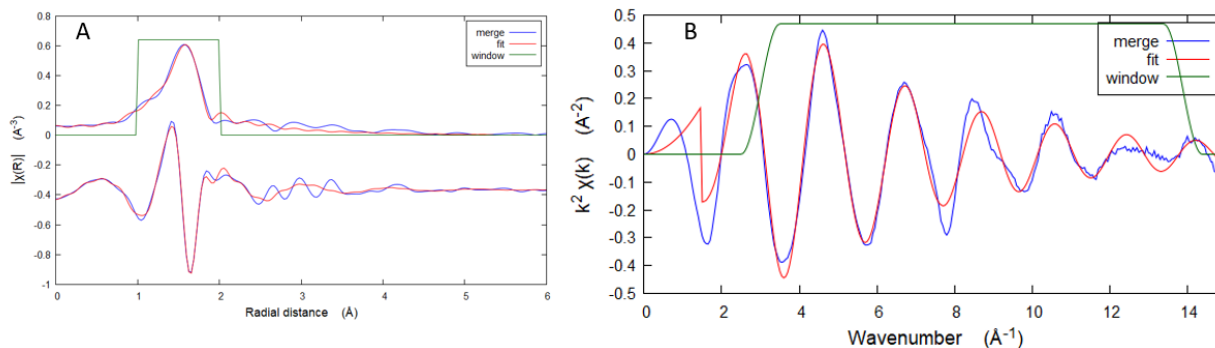 A
merge
fit
window
|χ(R)| (Å⁻³)
0.8
0.6
0.4
0.2
0
-0.2
-0.4
-0.6
-0.8
-1
0 1 2 3 4 5 6
Radial distance (Å)
B
merge
fit
window
k² χ(k) (Å⁻²)
0.5
0.4
0.3
0.2
0.1
0
-0.1
-0.2
-0.3
-0.4
-0.5
0 2 4 6 8 10 12 14
Wavenumber (Å⁻¹)